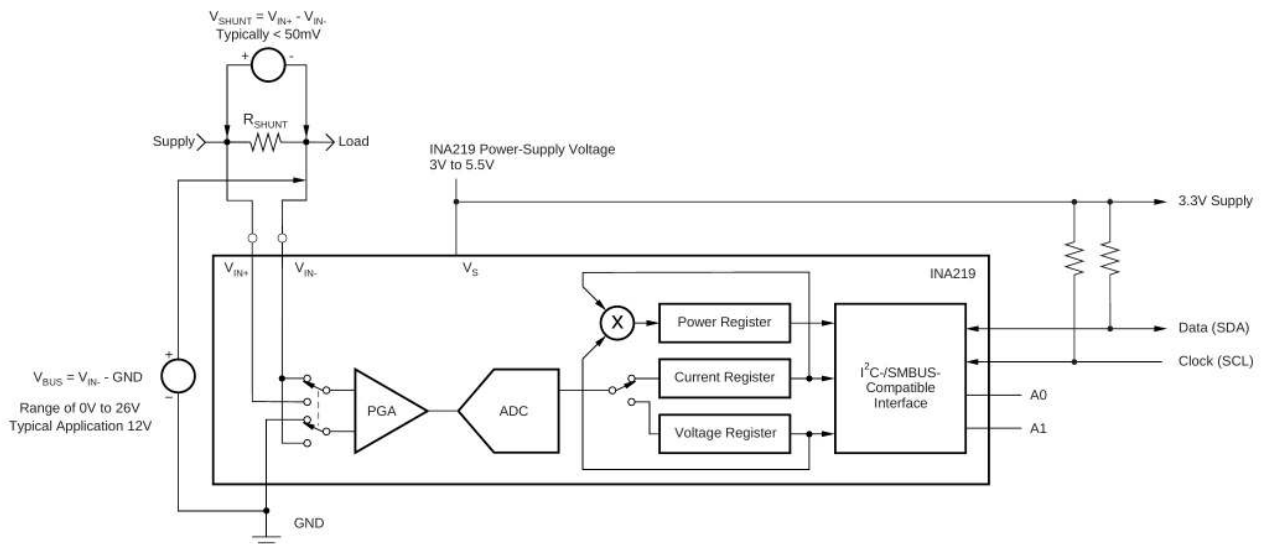 V_SHUNT = V_IN+ - V_IN-
Typically < 50mV
+ -
R_SHUNT
Supply
Load
INA219 Power-Supply Voltage
3V to 5.5V
3.3V Supply
V_IN+
V_IN-
V_S
INA219
X
Power Register
Data (SDA)
+
V_BUS = V_IN- - GND
–
Range of 0V to 26V
Typical Application 12V
PGA
ADC
Current Register
Voltage Register
I²C-/SMBUS-
Compatible
Interface
Clock (SCL)
A0
A1
GND